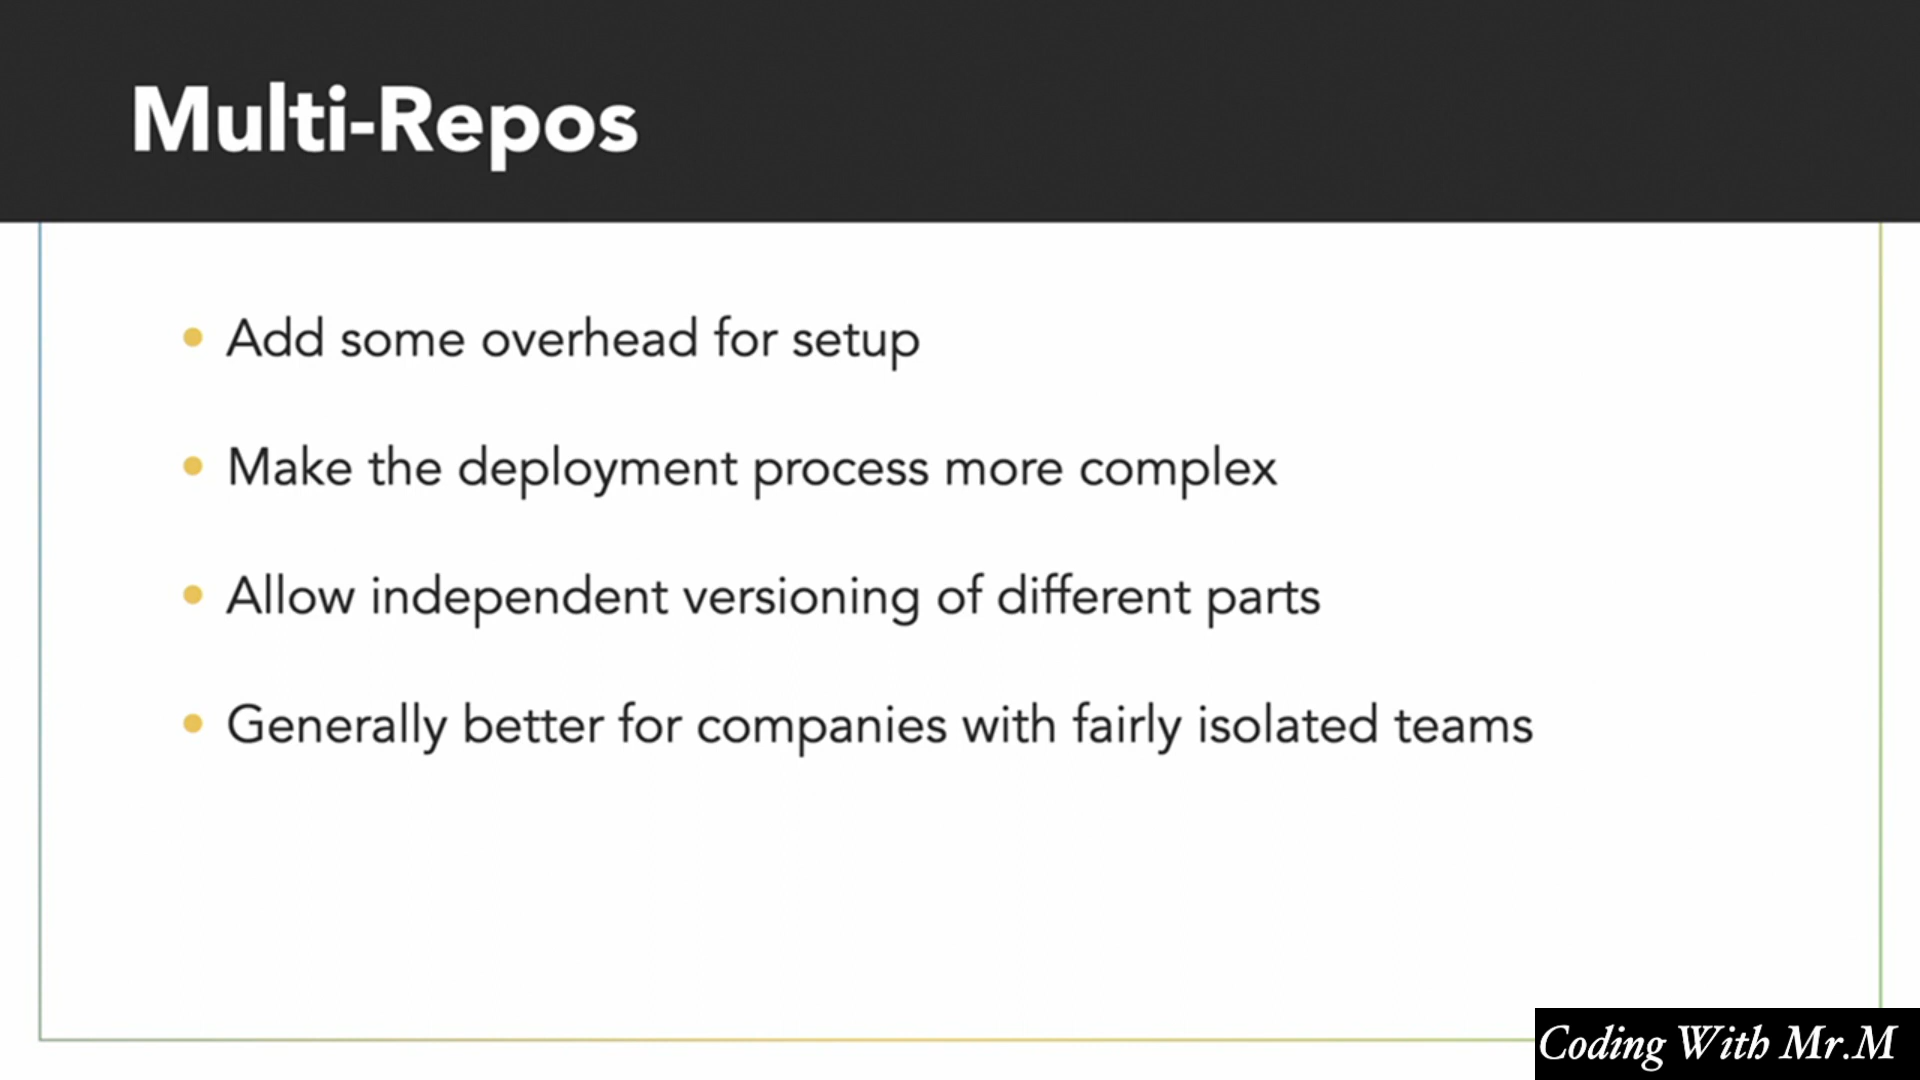 Multi-Repos
• Add some overhead for setup
• Make the deployment process more complex
• Allow independent versioning of different parts
• Generally better for companies with fairly isolated teams
Coding With Mr.M